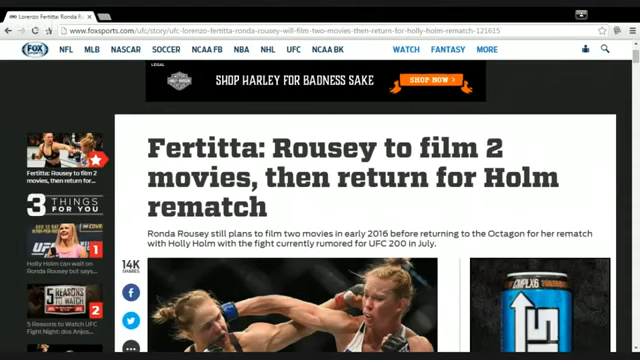 Lorenzo Fertitta: Ronda R
www.foxsports.com/ufc/story/ufc-lorenzo-fertitta-ronda-rousey-will-film-two-movies-then-return-for-holly-holm-rematch-121615
FOX SPORTS NFL MLB NASCAR SOCCER NCAA FB NBA UFC NCAA BK WATCH FANTASY MORE
LEGAL
SHOP HARLEY FOR BADNESS SAKE SHOP NOW >
Fertitta: Rousey to film 2
movies, then return for...
3 THINGS
FOR YOU
UFC
1
Holly Holm can wait on
Ronda Rousey but says...
5 REASONS
TO WATCH
2
5 Reasons to Watch UFC
Fight Night: dos Anjos
Fertitta: Rousey to film 2
movies, then return for Holm
rematch
Ronda Rousey still plans to film two movies in early 2016 before returning to the Octagon for her rematch
with Holly Holm with the fight currently rumored for UFC 200 in July.
14K
SHARES
CMPLX6